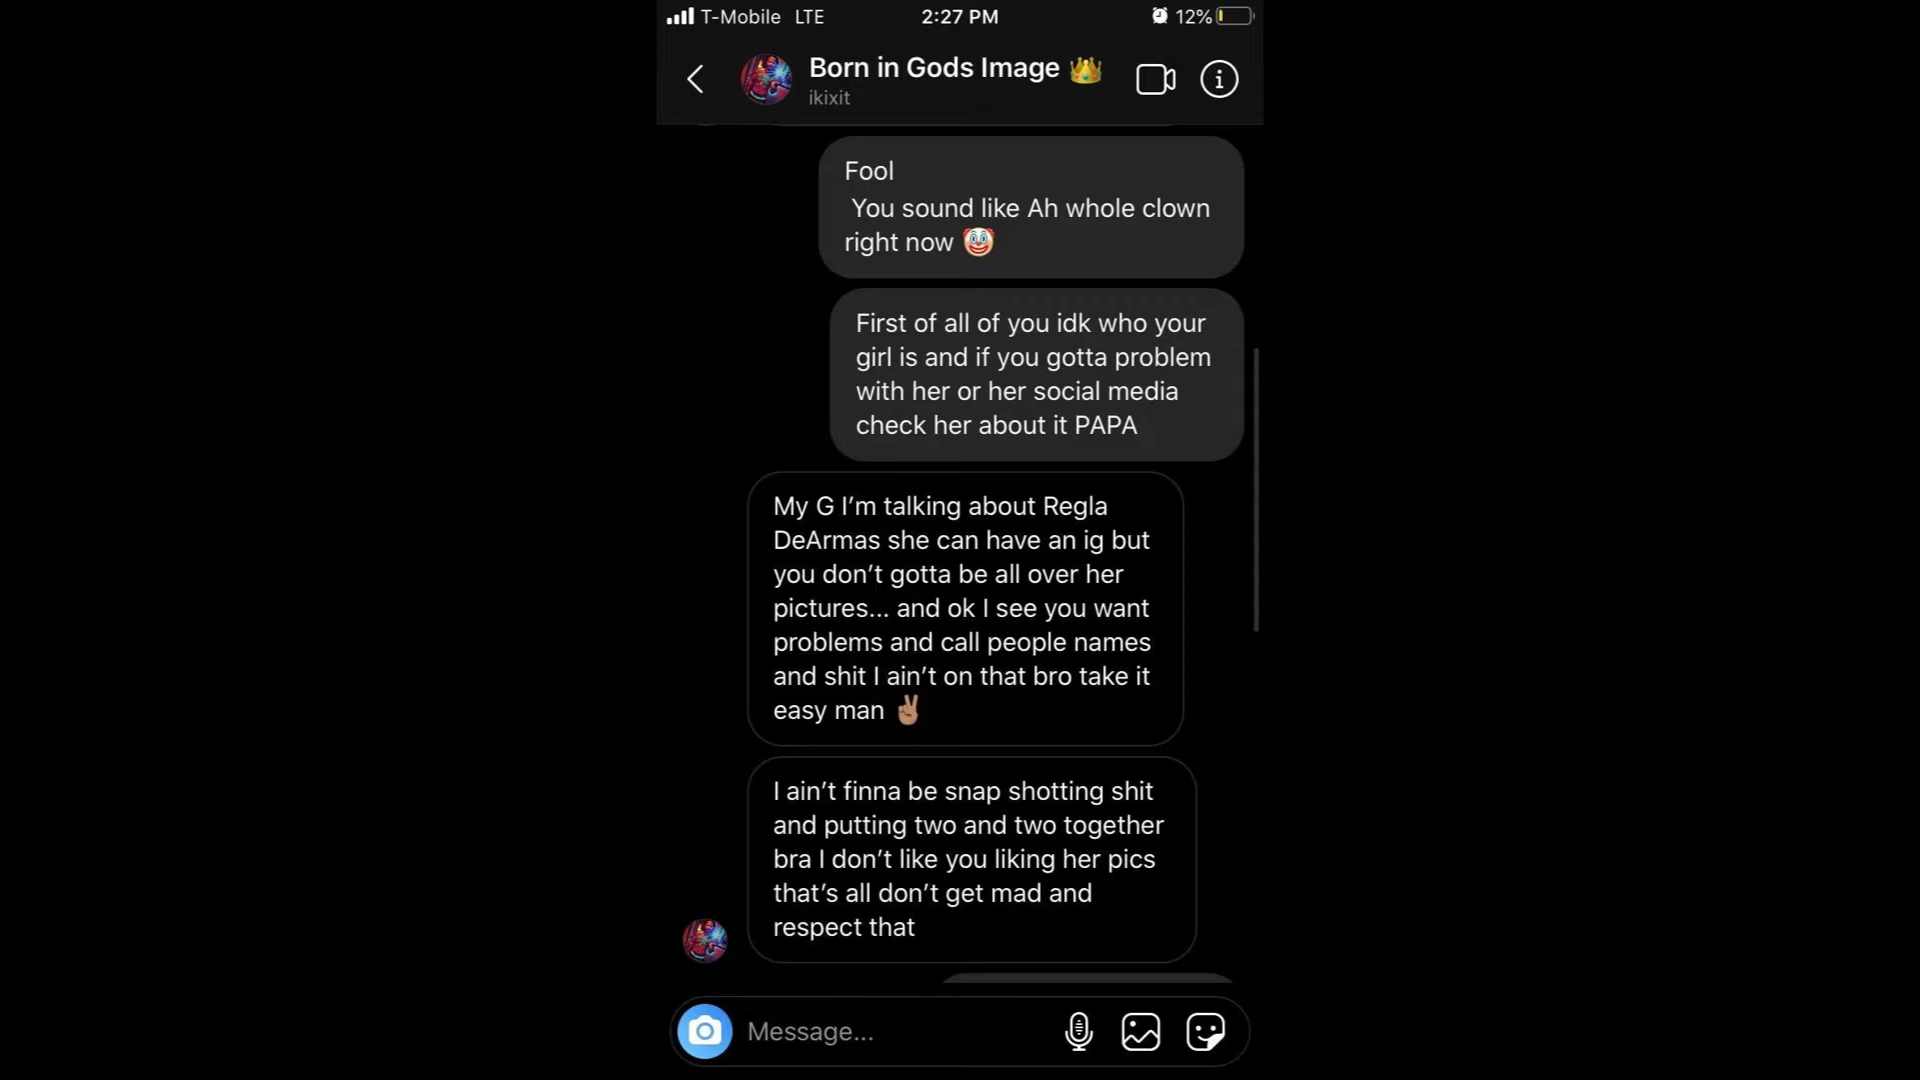 T-Mobile LTE 2:27 PM 12%
Born in Gods Image 👑
ikixit
Fool
You sound like Ah whole clown
right now 🤡
First of all of you idk who your
girl is and if you gotta problem
with her or her social media
check her about it PAPA
My G I'm talking about Regla
DeArmas she can have an ig but
you don't gotta be all over her
pictures... and ok I see you want
problems and call people names
and shit I ain't on that bro take it
easy man ✌🏽
I ain't finna be snap shotting shit
and putting two and two together
bra I don't like you liking her pics
that's all don't get mad and
respect that
Message...